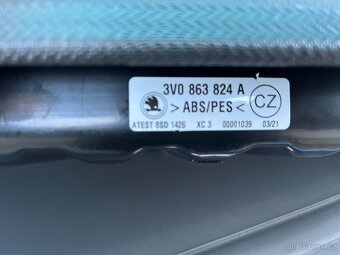 3V0 863 824 A
> ABS/PES <
CZ
ATEST 8SD 1426 XC 3 00001039 03/21